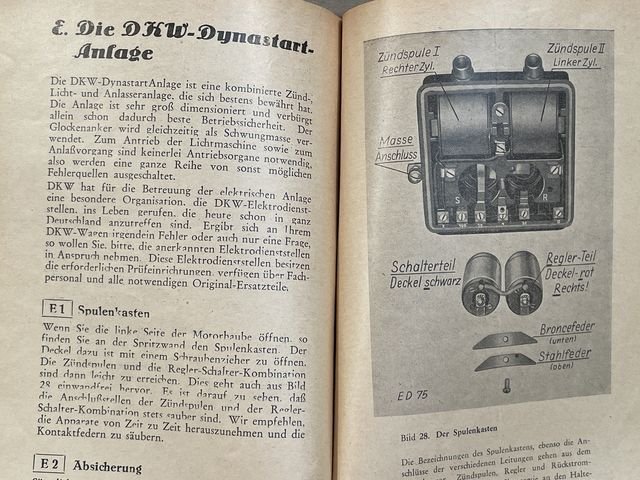 E. Die DKW-Dynastart-
Anlage
Die DKW-DynastartAnlage ist eine kombinierte Zünd-,
Licht- und Anlasseranlage, die sich bestens bewährt hat.
Die Anlage ist sehr groß dimensioniert und verbürgt
allein schon dadurch beste Betriebssicherheit. Der
Glockenanker wird gleichzeitig als Schwungmasse ver-
wendet. Zum Antrieb der Lichtmaschine sowie zum
Anlaßvorgang sind keinerlei Antriebsorgane notwendig,
also werden eine ganze Reihe von sonst möglichen
Fehlerquellen ausgeschaltet.
DKW hat für die Betreuung der elektrischen Anlage
eine besondere Organisation, die DKW-Elektrodienst-
stellen, ins Leben gerufen, die heute schon in ganz
Deutschland anzutreffen sind. Ergibt sich an Ihrem
DKW-Wagen irgendein Fehler oder auch nur eine Frage,
so wollen Sie, bitte, die anerkannten Elektrodienststellen
in Anspruch nehmen. Diese Elektrodienststellen besitzen
die erforderlichen Prüfeinrichtungen, verfügen über Fach-
personal und alle notwendigen Original-Ersatzteile.
E 1 Spulenkasten
Wenn Sie die linke Seite der Motorhaube öffnen, so
finden Sie an der Spritzwand den Spulenkasten. Der
Deckel dazu ist mit einem Schraubenzieher zu öffnen.
Die Zündspulen und die Regler-Schalter-Kombination
sind dann leicht zu erreichen. Dies geht auch aus Bild
28 einwandfrei hervor. Es ist darauf zu sehen, daß
die Anschlußstellen der Zündspulen und der Regler-
Schalter-Kombination stets sauber sind. Wir empfehlen,
die Apparate von Zeit zu Zeit herauszunehmen und die
Kontaktfedern zu säubern.
E 2 Absicherung
Zündspule I
Rechter Zyl.
Zündspule II
Linker Zyl.
Masse
Anschluss
S
R
Schalterteil
Deckel schwarz
Regler-Teil
Deckel-rot
Rechts!
Broncefeder
(unten)
Stahlfeder
(oben)
ED 75
Bild 28. Der Spulenkasten
Die Bezeichnungen des Spulenkastens, ebenso die An-
schlüsse der verschiedenen Leitungen gehen aus dem
Zündspulen, Regler und Rückstrom-
sowie an den Halte-